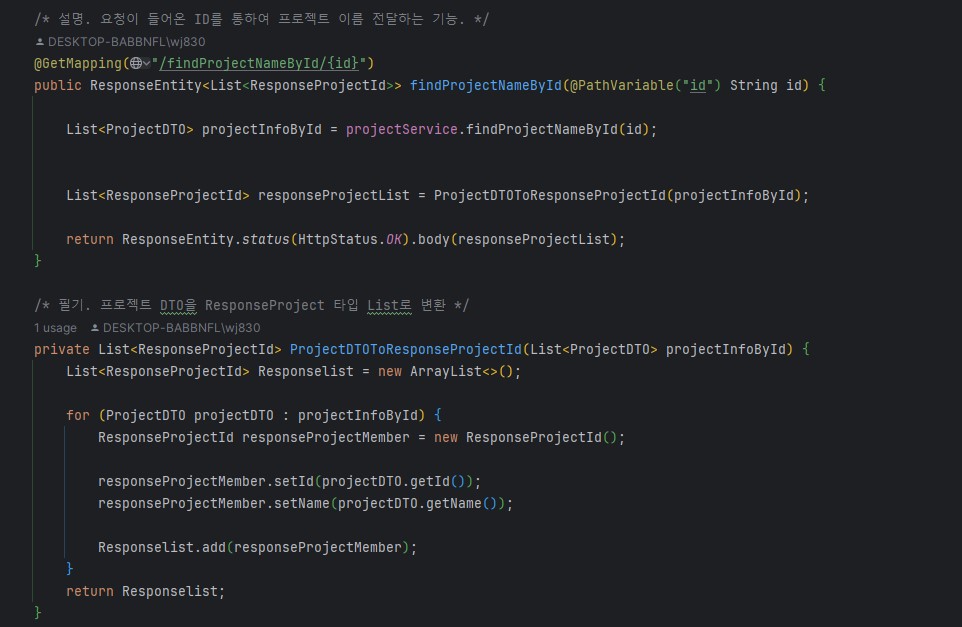 /* 설명. 요청이 들어온 ID를 통하여 프로젝트 이름 전달하는 기능. */
DESKTOP-BABBNFL\wj830
@GetMapping("/findProjectNameById/{id}")
public ResponseEntity<List<ResponseProjectId>> findProjectNameById(@PathVariable("id") String id) {
List<ProjectDTO> projectInfoById = projectService.findProjectNameById(id);
List<ResponseProjectId> responseProjectList = ProjectDTOToResponseProjectId(projectInfoById);
return ResponseEntity.status(HttpStatus.OK).body(responseProjectList);
}
/* 필기. 프로젝트 DTO을 ResponseProject 타입 List로 변환 */
1 usage DESKTOP-BABBNFL\wj830
private List<ResponseProjectId> ProjectDTOToResponseProjectId(List<ProjectDTO> projectInfoById) {
List<ResponseProjectId> Responselist = new ArrayList<>();
for (ProjectDTO projectDTO : projectInfoById) {
ResponseProjectId responseProjectMember = new ResponseProjectId();
responseProjectMember.setId(projectDTO.getId());
responseProjectMember.setName(projectDTO.getName());
Responselist.add(responseProjectMember);
}
return Responselist;
}